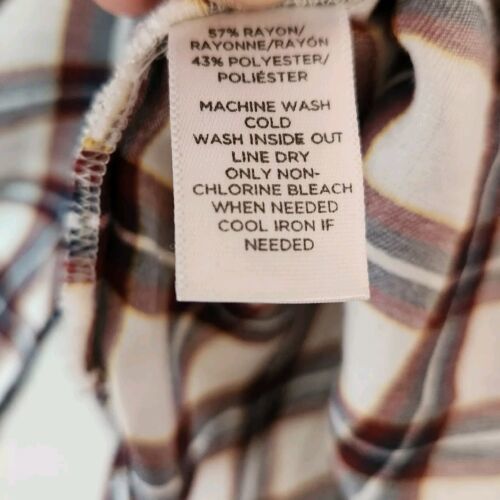 57% RAYON/
RAYONNE/RAYÓN
43% POLYESTER/
POLIÉSTER
MACHINE WASH
COLD
WASH INSIDE OUT
LINE DRY
ONLY NON-
CHLORINE BLEACH
WHEN NEEDED
COOL IRON IF
NEEDED